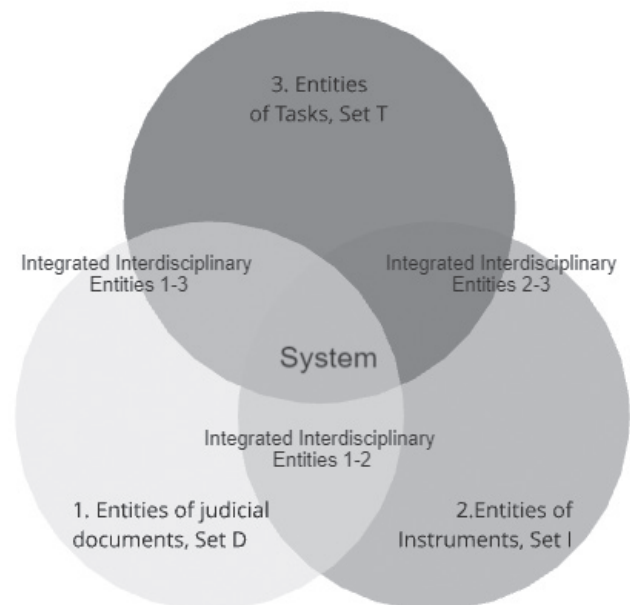 3. Entities
of Tasks, Set T
Integrated Interdisciplinary
Entities 1-3
Integrated Interdisciplinary
Entities 2-3
System
Integrated Interdisciplinary
Entities 1-2
1. Entities of judicial
documents, Set D
2.Entities of
Instruments, Set I